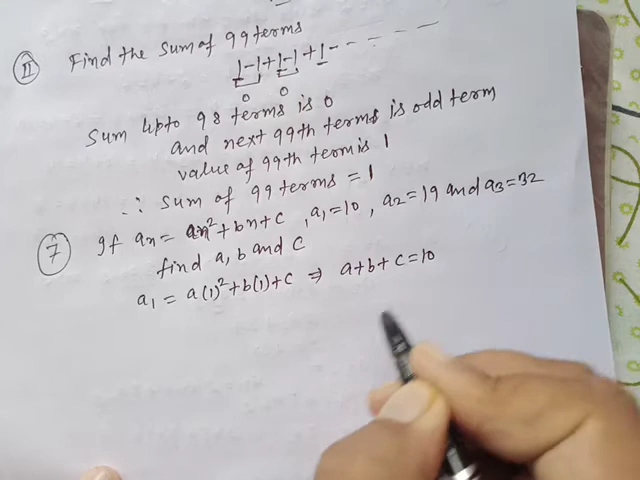 II Find the Sum of 99 terms
1-1+1-1+1- - - - - -
0 0
Sum upto 98 terms is 0
and next 99th terms is odd term
value of 99th term is 1
∴ Sum of 99 terms = 1
7 If aₙ = an²+bn+c , a₁=10 , a₂=19 and a₃=32
find a, b and c
a₁ = a(1)²+b(1)+c ⇒ a+b+c=10